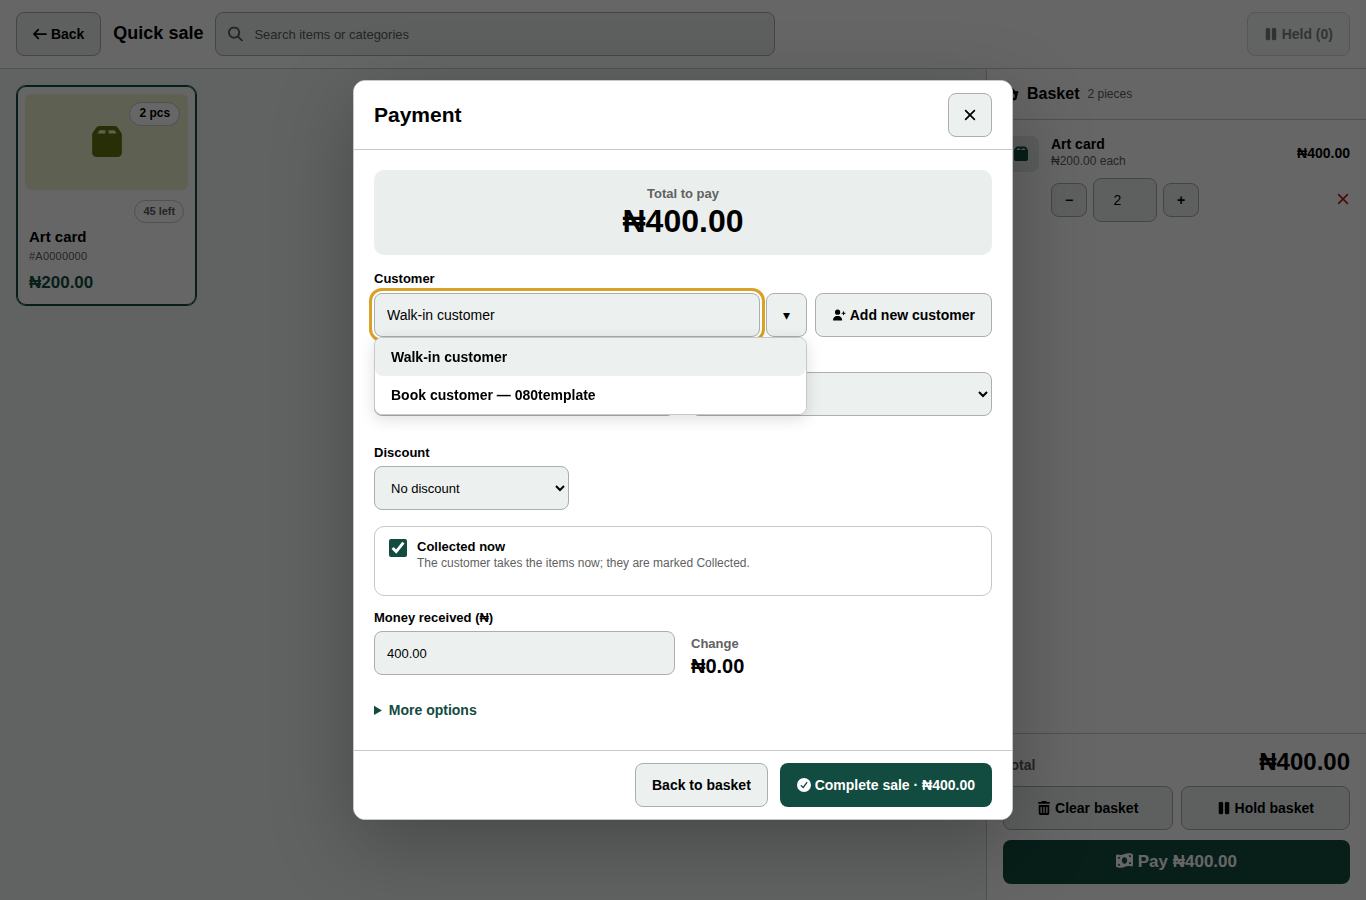 Back
Quick sale
Search items or categories
Held (0)
2 pcs
45 left
Art card
#A0000000
₦200.00
Payment
Total to pay
₦400.00
Customer
Walk-in customer
Add new customer
Walk-in customer
Book customer — 080template
Discount
No discount
Collected now
The customer takes the items now; they are marked Collected.
Money received (₦)
400.00
Change
₦0.00
More options
Back to basket
Complete sale · ₦400.00
Basket 2 pieces
Art card
₦200.00 each
₦400.00
− 2 +
₦400.00
Clear basket
Hold basket
Pay ₦400.00